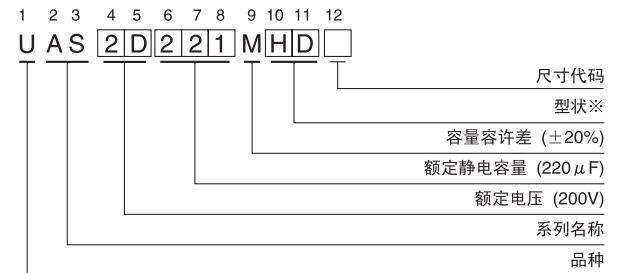 1 2 3 4 5 6 7 8 9 10 11 12
U A S 2 D 2 2 1 M H D
尺寸代码
型状※
容量容许差 (±20%)
额定静电容量 (220μF)
额定电压 (200V)
系列名称
品种